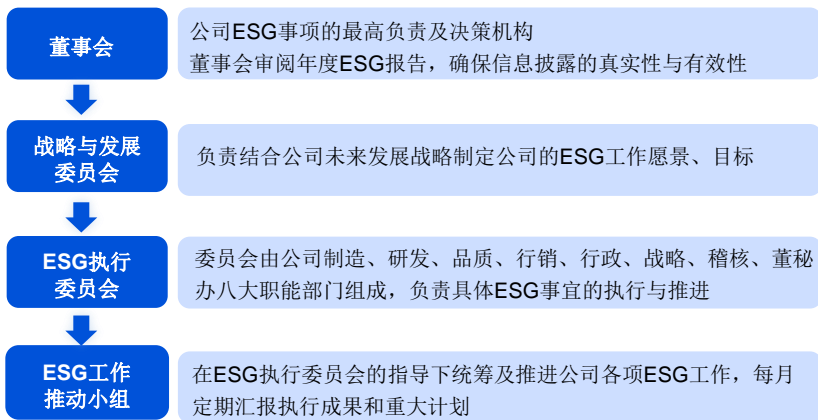 董事会
公司ESG事项的最高负责及决策机构
董事会审阅年度ESG报告，确保信息披露的真实性与有效性
战略与发展
委员会
负责结合公司未来发展战略制定公司的ESG工作愿景、目标
ESG执行
委员会
委员会由公司制造、研发、品质、行销、行政、战略、稽核、董秘
办八大职能部门组成，负责具体ESG事宜的执行与推进
ESG工作
推动小组
在ESG执行委员会的指导下统筹及推进公司各项ESG工作，每月
定期汇报执行成果和重大计划